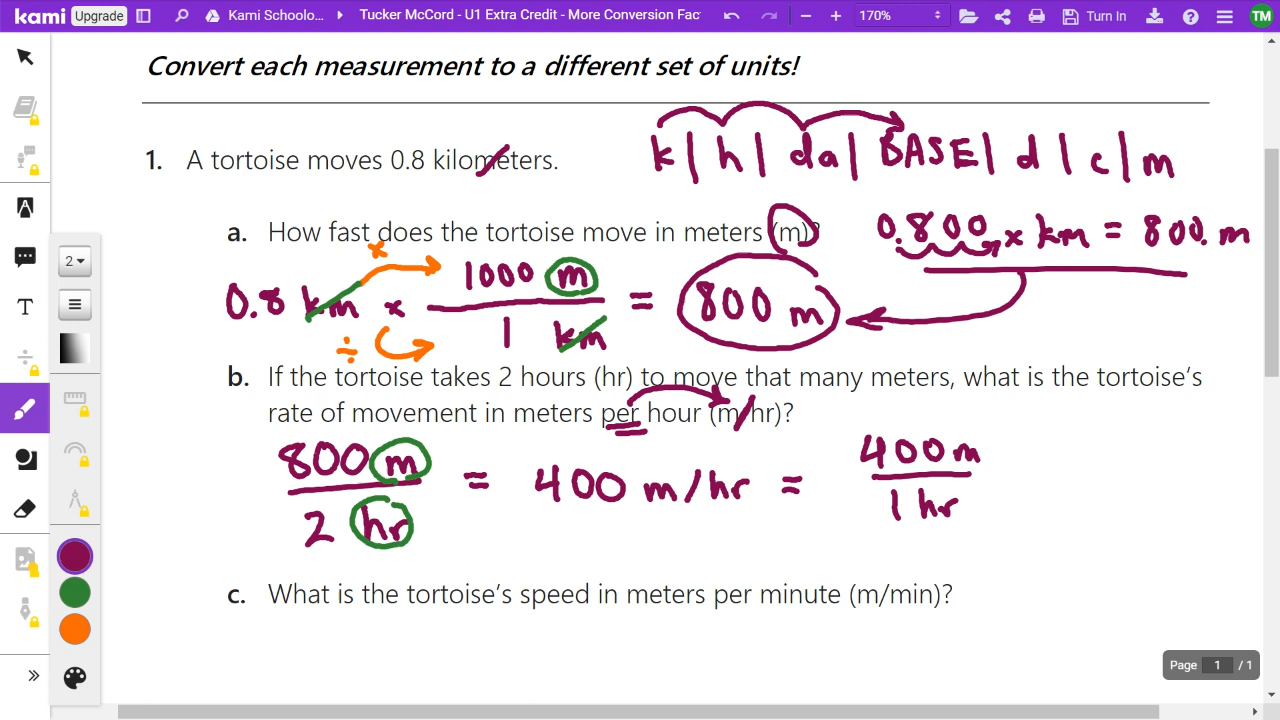 kami Upgrade Kami Schoolo... Tucker McCord - U1 Extra Credit - More Conversion Fac 170% Turn In TM
Convert each measurement to a different set of units!
k | h | da | BASE | d | c | m
1. A tortoise moves 0.8 kilometers.
a. How fast does the tortoise move in meters (m)?
0.800 x km = 800. m
x
0.8 km x 1000 m / 1 km = 800 m
÷
b. If the tortoise takes 2 hours (hr) to move that many meters, what is the tortoise's
rate of movement in meters per hour (m/hr)?
800 m / 2 hr = 400 m/hr = 400 m / 1 hr
c. What is the tortoise's speed in meters per minute (m/min)?
2
Page 1 / 1